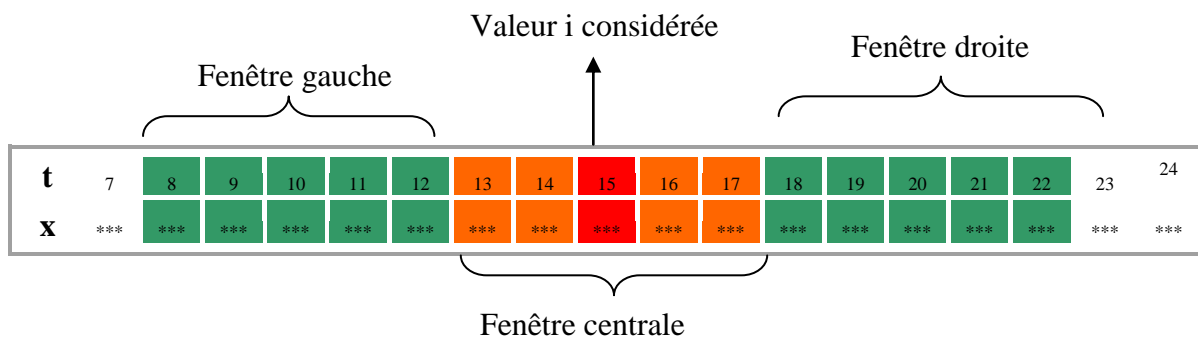 Valeur i considérée
Fenêtre droite
Fenêtre gauche
t 7 8 9 10 11 12 13 14 15 16 17 18 19 20 21 22 23 24
x *** *** *** *** *** *** *** *** *** *** *** *** *** *** *** *** *** ***
Fenêtre centrale